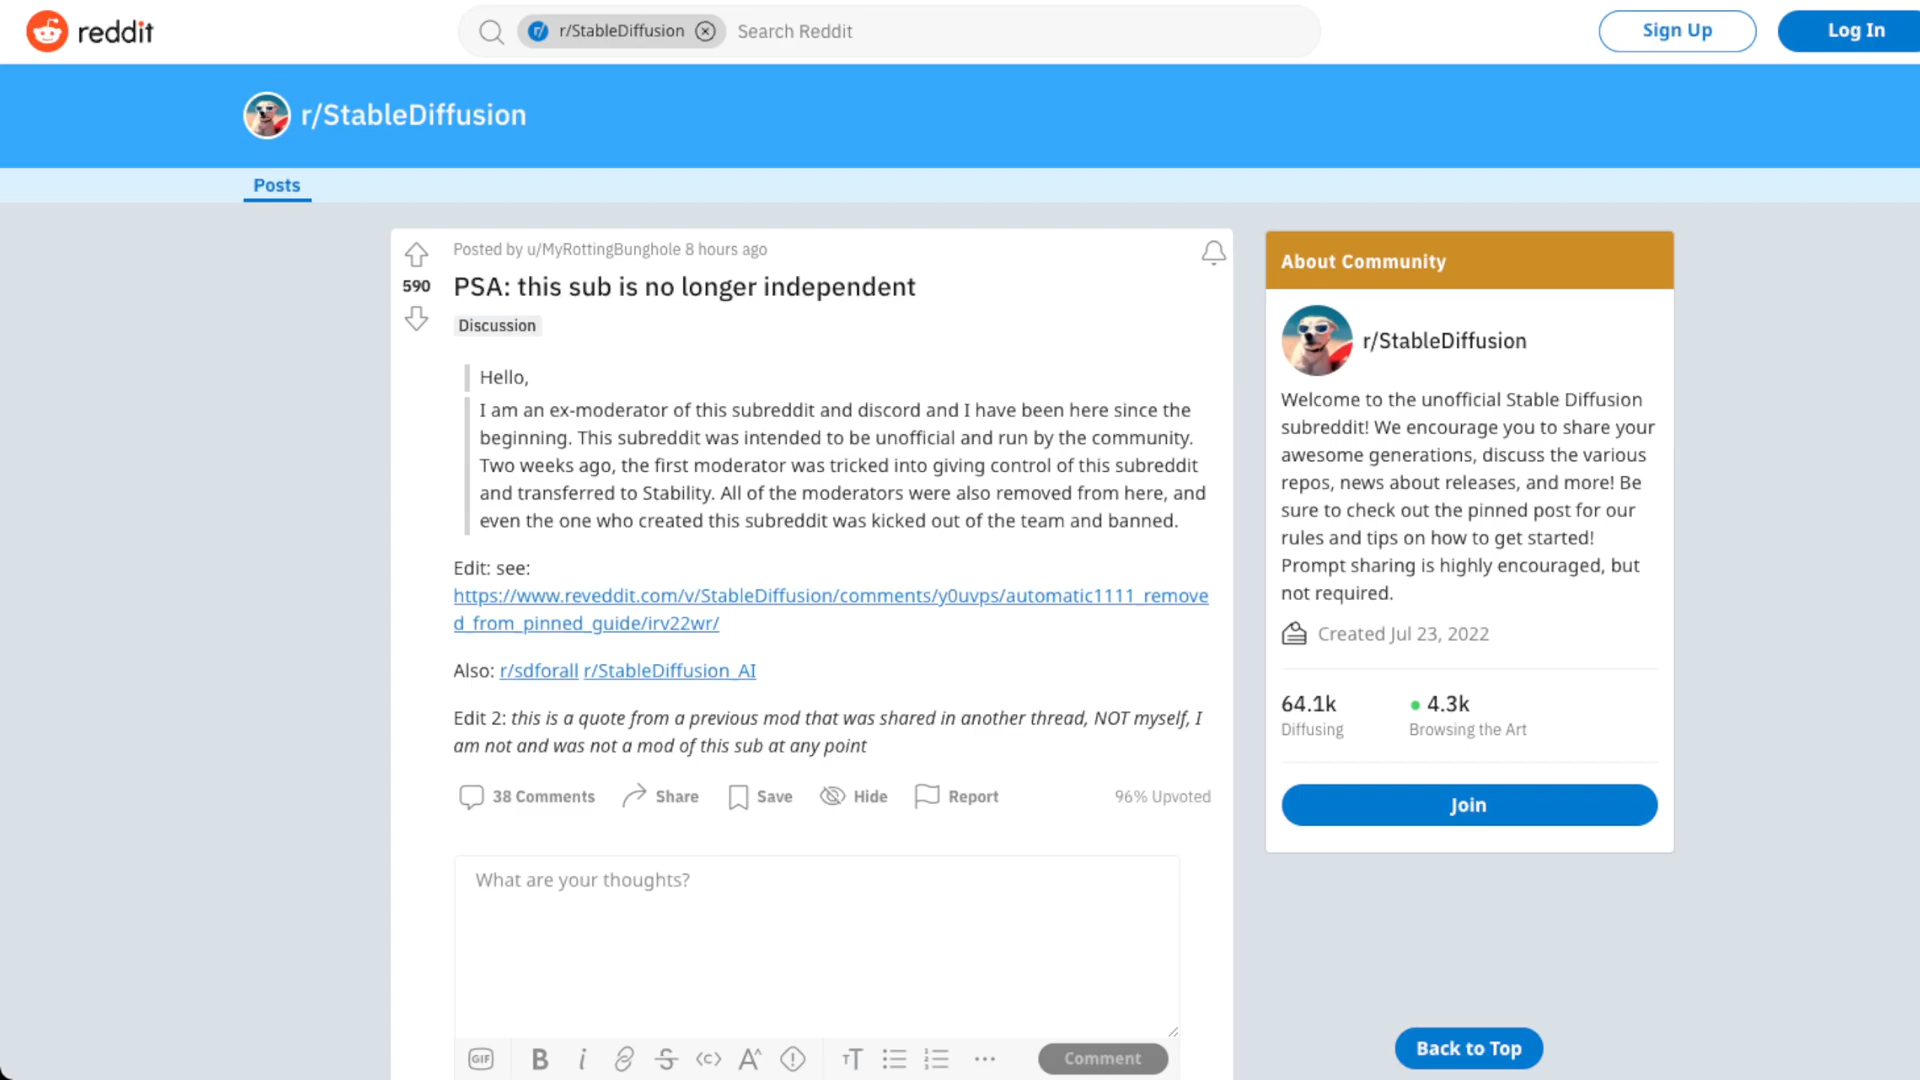 reddit
r/StableDiffusion
Search Reddit
Sign Up
Log In
r/StableDiffusion
Posts
Posted by u/MyRottingBunghole 8 hours ago
590
PSA: this sub is no longer independent
Discussion
Hello,
I am an ex-moderator of this subreddit and discord and I have been here since the
beginning. This subreddit was intended to be unofficial and run by the community.
Two weeks ago, the first moderator was tricked into giving control of this subreddit
and transferred to Stability. All of the moderators were also removed from here, and
even the one who created this subreddit was kicked out of the team and banned.
Edit: see:
https://www.reveddit.com/v/StableDiffusion/comments/y0uvps/automatic1111_remove
d_from_pinned_guide/irv22wr/
Also: r/sdforall r/StableDiffusion_AI
Edit 2: this is a quote from a previous mod that was shared in another thread, NOT myself, I
am not and was not a mod of this sub at any point
38 Comments
Share
Save
Hide
Report
96% Upvoted
What are your thoughts?
GIF
Comment
About Community
r/StableDiffusion
Welcome to the unofficial Stable Diffusion
subreddit! We encourage you to share your
awesome generations, discuss the various
repos, news about releases, and more! Be
sure to check out the pinned post for our
rules and tips on how to get started!
Prompt sharing is highly encouraged, but
not required.
Created Jul 23, 2022
64.1k
4.3k
Diffusing
Browsing the Art
Join
Back to Top